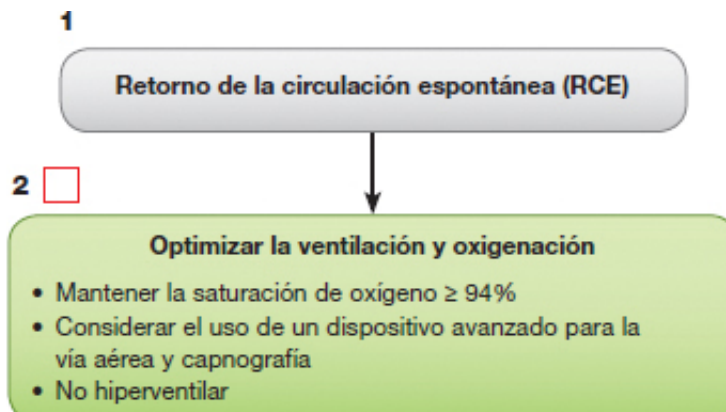 1
Retorno de la circulación espontánea (RCE)
2
Optimizar la ventilación y oxigenación
• Mantener la saturación de oxígeno ≥ 94%
• Considerar el uso de un dispositivo avanzado para la
vía aérea y capnografía
• No hiperventilar